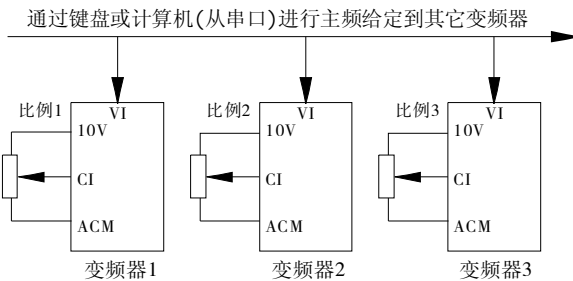 通过键盘或计算机(从串口)进行主频给定到其它变频器
比例1 VI 比例2 VI 比例3 VI
10V 10V 10V
CI CI CI
ACM ACM ACM
变频器1 变频器2 变频器3